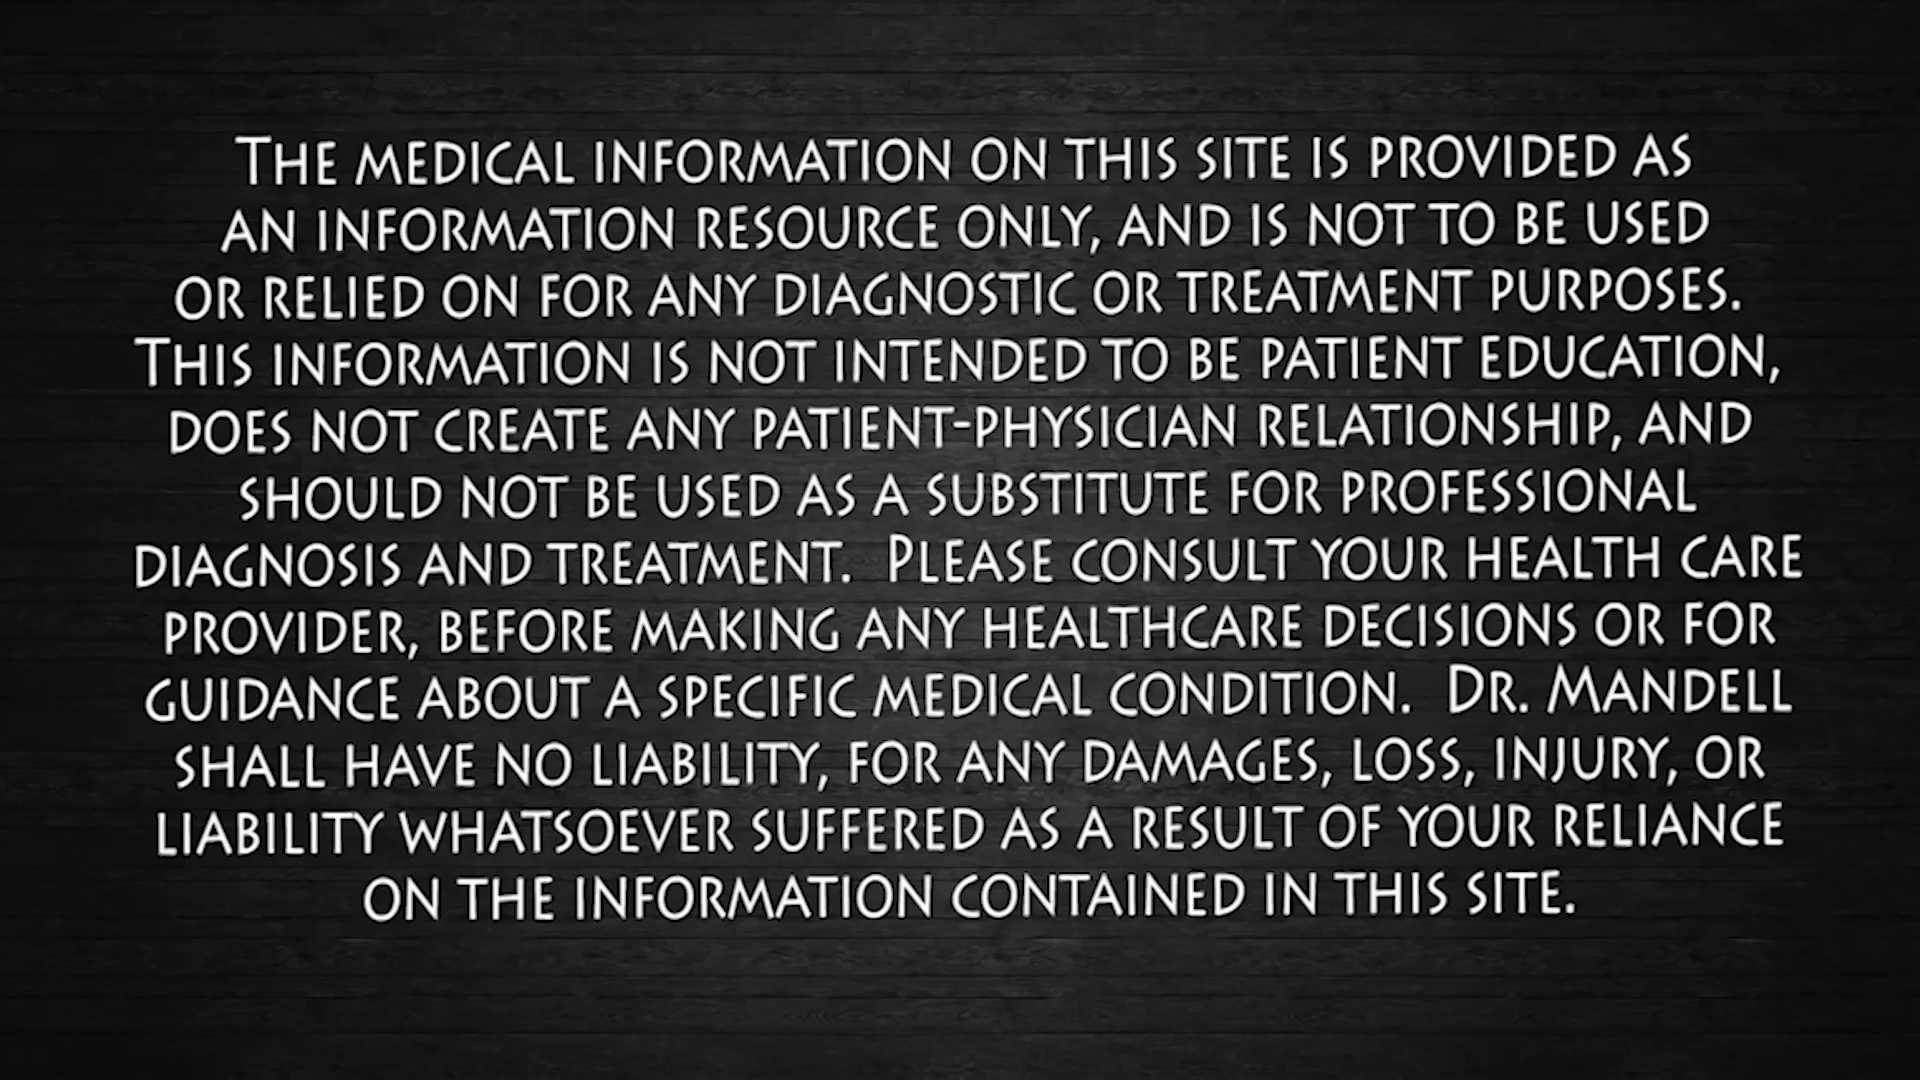 The medical information on this site is provided as
an information resource only, and is not to be used
or relied on for any diagnostic or treatment purposes.
This information is not intended to be patient education,
does not create any patient-physician relationship, and
should not be used as a substitute for professional
diagnosis and treatment.  Please consult your health care
provider, before making any healthcare decisions or for
guidance about a specific medical condition.  Dr. Mandell
shall have no liability, for any damages, loss, injury, or
liability whatsoever suffered as a result of your reliance
on the information contained in this site.